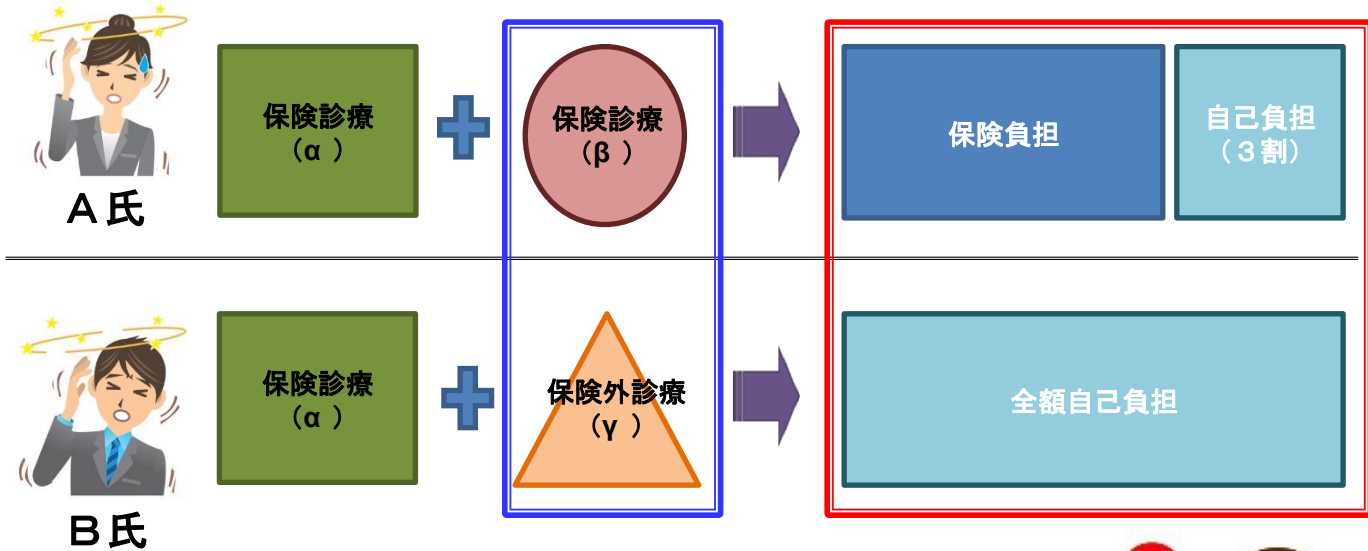 保険診療
(α )
保険診療
(β )
保険負担
自己負担
(3割)
A氏
保険診療
(α )
保険外診療
(γ )
全額自己負担
B氏